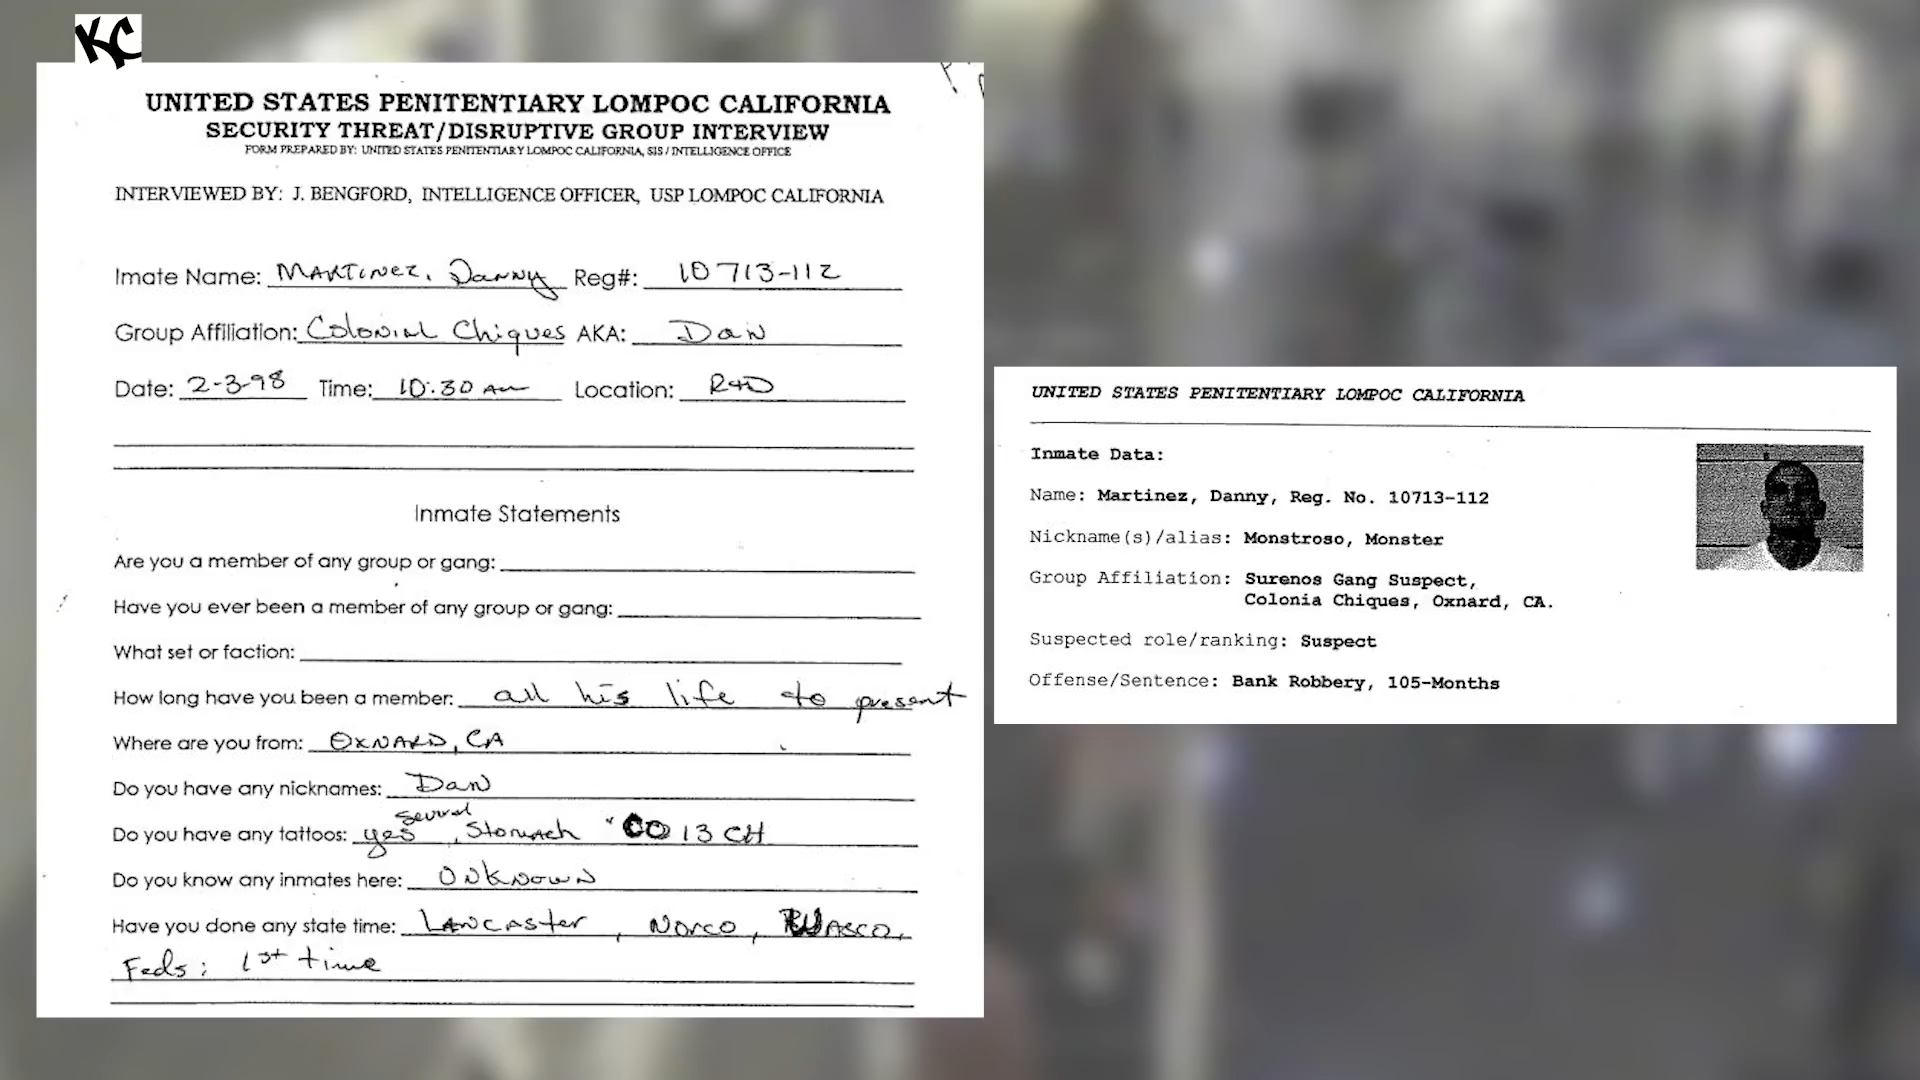 KC
UNITED STATES PENITENTIARY LOMPOC CALIFORNIA
SECURITY THREAT/DISRUPTIVE GROUP INTERVIEW
FORM PREPARED BY: UNITED STATES PENITENTIARY LOMPOC CALIFORNIA, SIS / INTELLIGENCE OFFICE
INTERVIEWED BY: J. BENGFORD, INTELLIGENCE OFFICER, USP LOMPOC CALIFORNIA
Imate Name: MARTINEZ, Danny Reg#: 10713-112
Group Affiliation: Colonial Chiques AKA: Dan
Date: 2-3-98 Time: 10:30 AM Location: R+D
Inmate Statements
Are you a member of any group or gang:
Have you ever been a member of any group or gang:
What set or faction:
How long have you been a member: all his life to present
Where are you from: OXNARD, CA
Do you have any nicknames: Dan
several
Do you have any tattoos: yes, Stomach "CO 13 CH
Do you know any inmates here: UNKNOWN
Have you done any state time: LANCASTER, NORCO, WASCO,
Feds: 1st time
UNITED STATES PENITENTIARY LOMPOC CALIFORNIA
Inmate Data:
Name: Martinez, Danny, Reg. No. 10713-112
Nickname(s)/alias: Monstroso, Monster
Group Affiliation: Surenos Gang Suspect,
Colonia Chiques, Oxnard, CA.
Suspected role/ranking: Suspect
Offense/Sentence: Bank Robbery, 105-Months